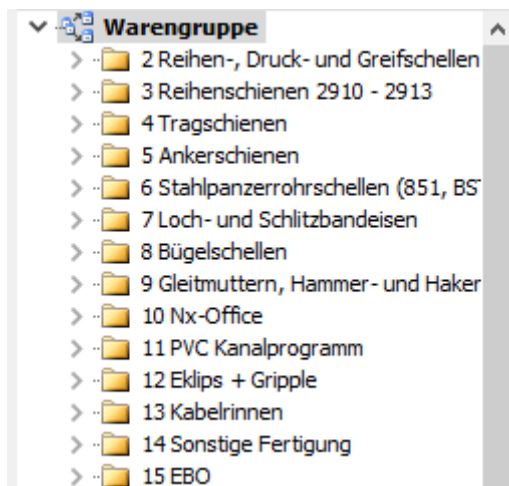 Warengruppe
2 Reihen-, Druck- und Greifschellen
3 Reihenschienen 2910 - 2913
4 Tragschienen
5 Ankerschienen
6 Stahlpanzerrohrschellen (851, BST
7 Loch- und Schlitzbandeisen
8 Bügelschellen
9 Gleitmuttern, Hammer- und Haken
10 Nx-Office
11 PVC Kanalprogramm
12 Eklips + Gripple
13 Kabelrinnen
14 Sonstige Fertigung
15 EBO